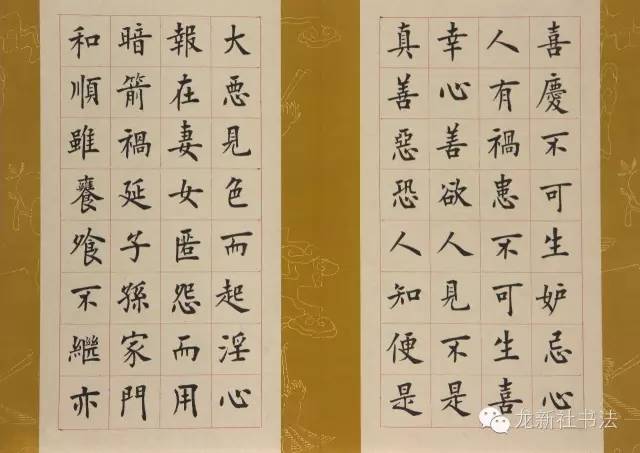 喜慶不可生妒忌心
人有禍患不可生喜
幸心善欲人見不是
真善惡恐人知便是
大悪見色而起淫心
報在妻女匿怨而用
暗箭禍延子孫家門
和順雖饔飧不繼亦
龙新社书法